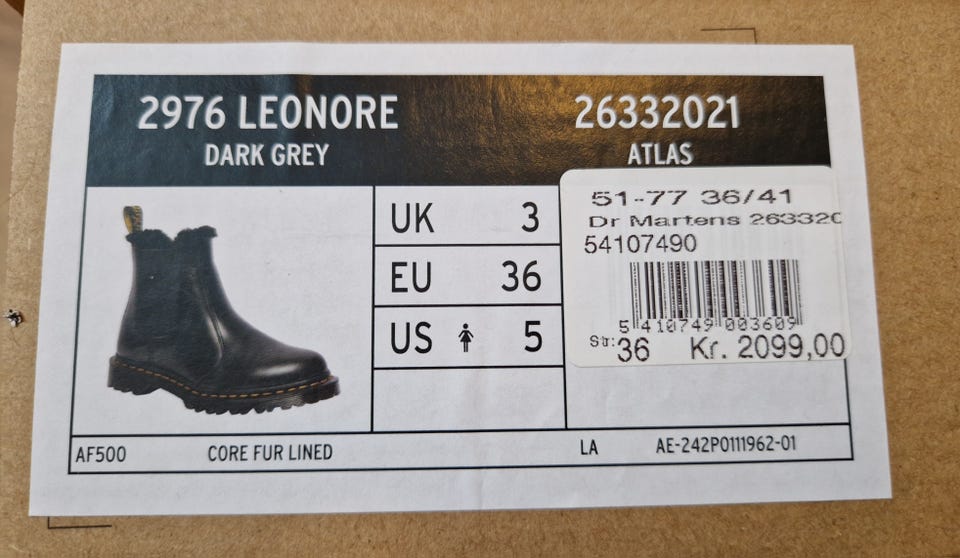 2976 LEONORE
DARK GREY
26332021
ATLAS
UK 3
EU 36
US 5
51-77 36/41
Dr Martens 263320
54107490
5 410749 003609
Str: 36 Kr. 2099,00
AF500 CORE FUR LINED LA AE-242P0111962-01